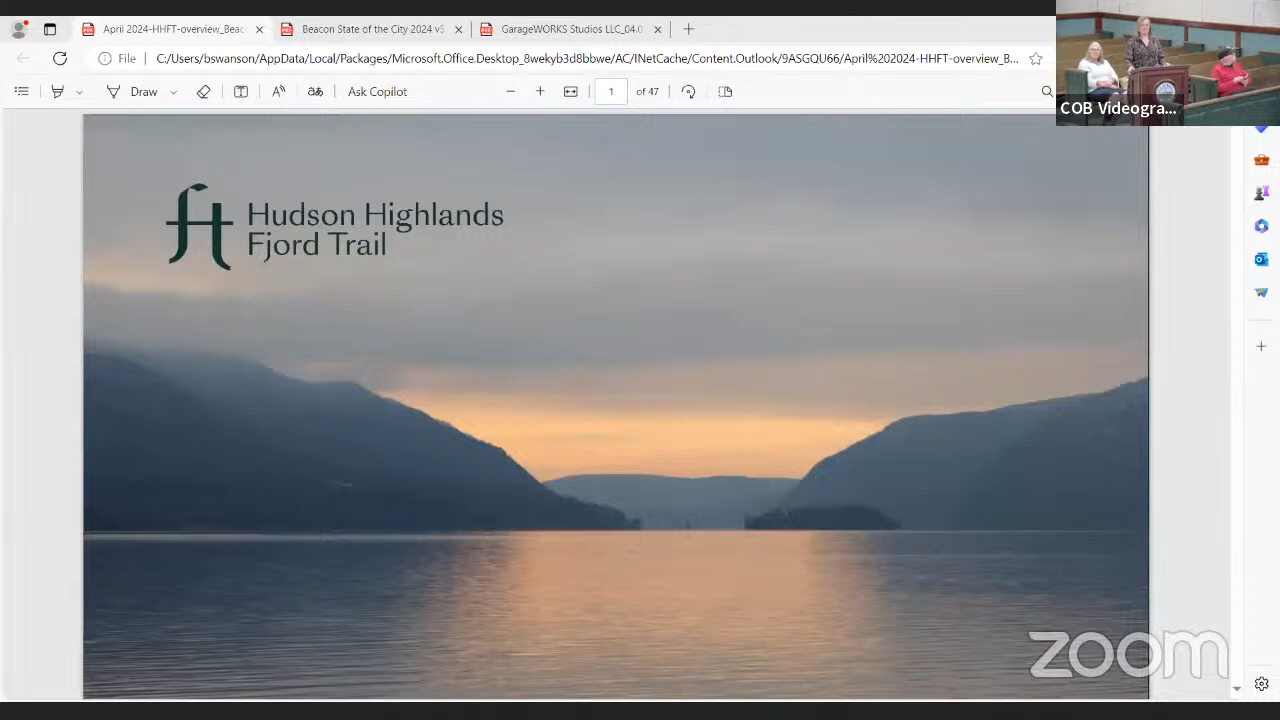 April 2024-HHFT-overview_Beac
Beacon State of the City 2024 v6
GarageWORKS Studios LLC_04.0
File
C:/Users/bswanson/AppData/Local/Packages/Microsoft.Office.Desktop_8wekyb3d8bbwe/AC/INetCache/Content.Outlook/9ASGQU66/April%202024-HHFT-overview_B...
Draw
Ask Copilot
1
of 47
COB Videogra...
Hudson Highlands
Fjord Trail
zoom